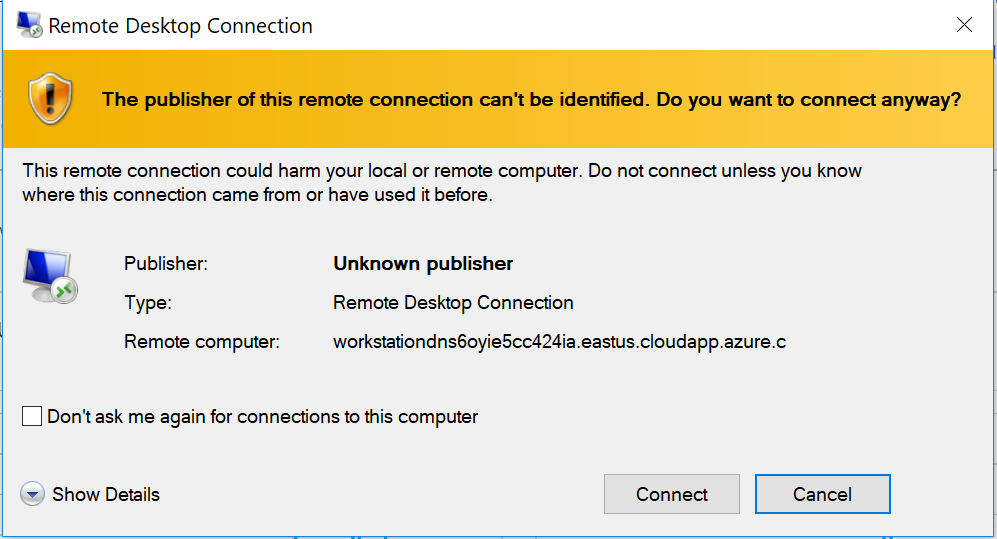 Remote Desktop Connection
The publisher of this remote connection can't be identified. Do you want to connect anyway?
This remote connection could harm your local or remote computer. Do not connect unless you know
where this connection came from or have used it before.
Publisher: Unknown publisher
Type: Remote Desktop Connection
Remote computer: workstationdns6oyie5cc424ia.eastus.cloudapp.azure.c
Don't ask me again for connections to this computer
Show Details
Connect Cancel